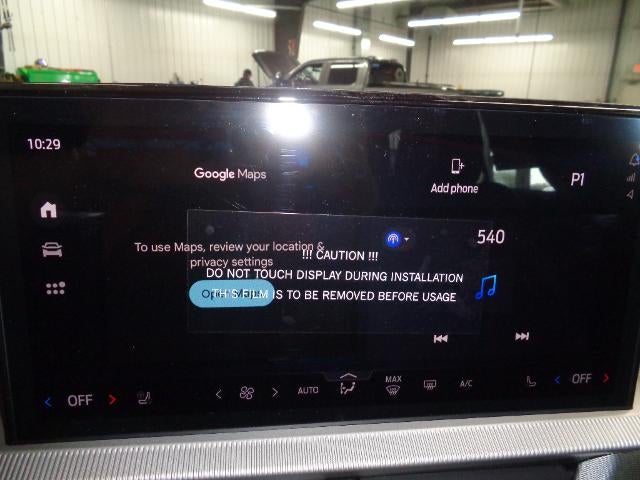 10:29
Google Maps
Add phone
P1
To use Maps, review your location &
privacy settings
540
!!! CAUTION !!!
DO NOT TOUCH DISPLAY DURING INSTALLATION
THIS FILM IS TO BE REMOVED BEFORE USAGE
OFF
AUTO
MAX
A/C
OFF